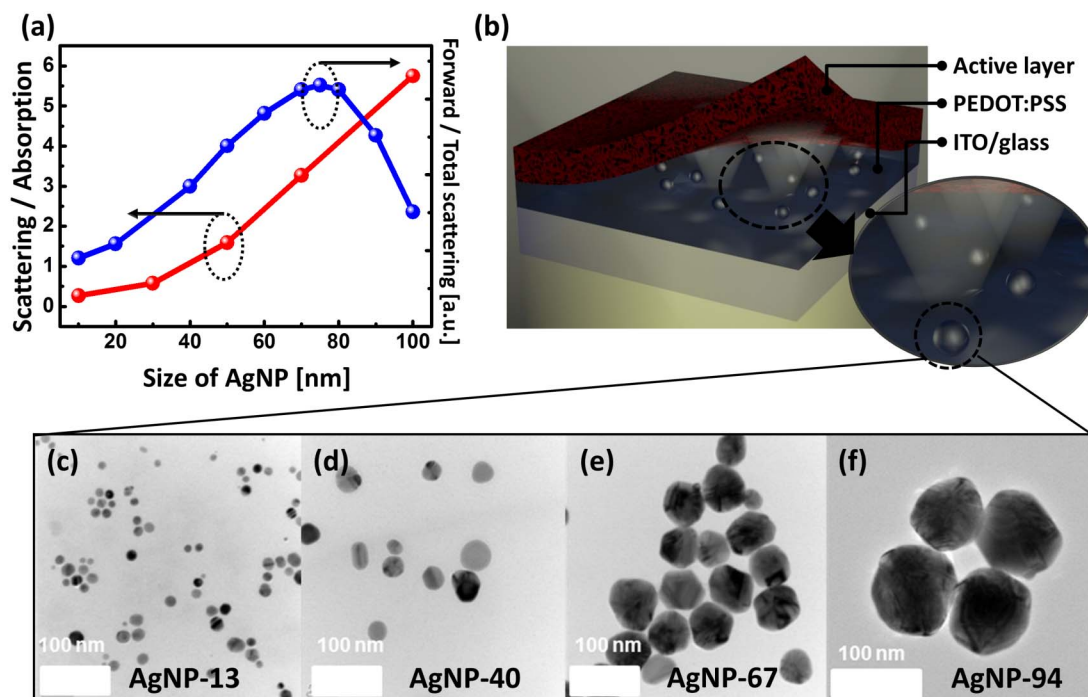 (a)
Scattering / Absorption
6
5
4
3
2
1
0
20 40 60 80 100
Size of AgNP [nm]
Forward / Total scattering [a.u.]
(b)
Active layer
PEDOT:PSS
ITO/glass
(c)
100 nm
AgNP-13
(d)
100 nm
AgNP-40
(e)
100 nm
AgNP-67
(f)
100 nm
AgNP-94